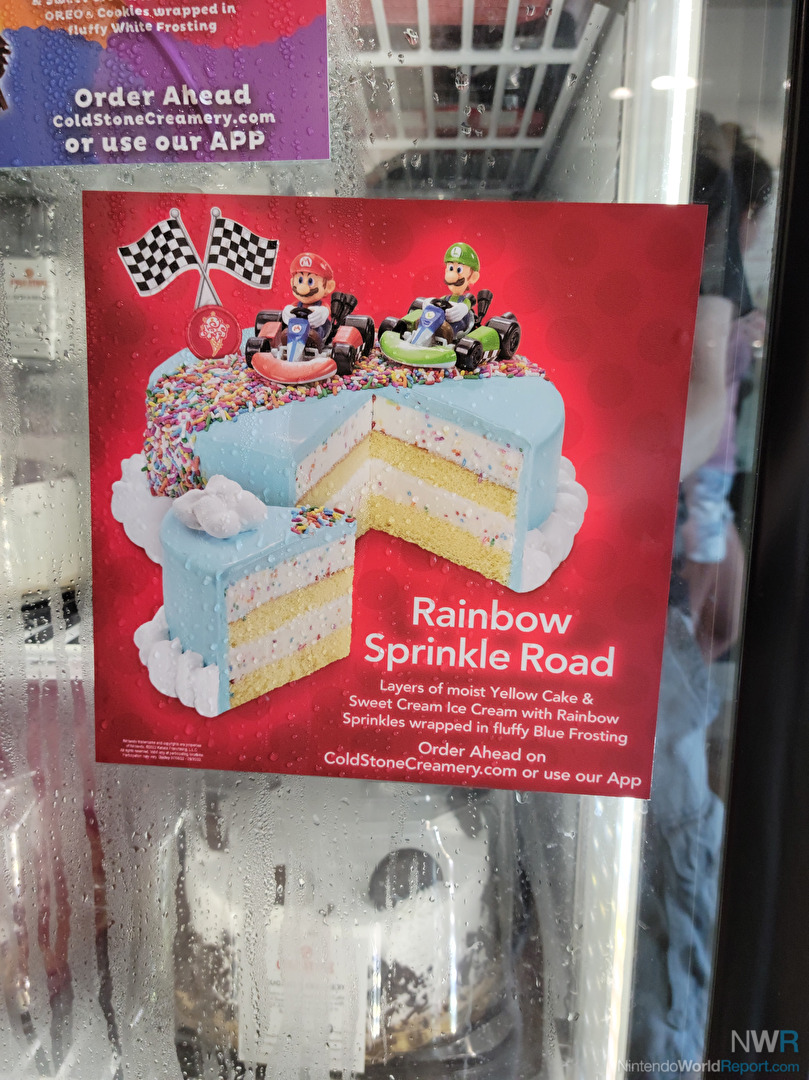 OREO & Cookies wrapped in
fluffy White Frosting
Order Ahead
ColdStoneCreamery.com
or use our APP
M
L
Rainbow
Sprinkle Road
Layers of moist Yellow Cake &
Sweet Cream Ice Cream with Rainbow
Sprinkles wrapped in fluffy Blue Frosting
Order Ahead on
ColdStoneCreamery.com or use our App
NWR
NintendoWorldReport.com